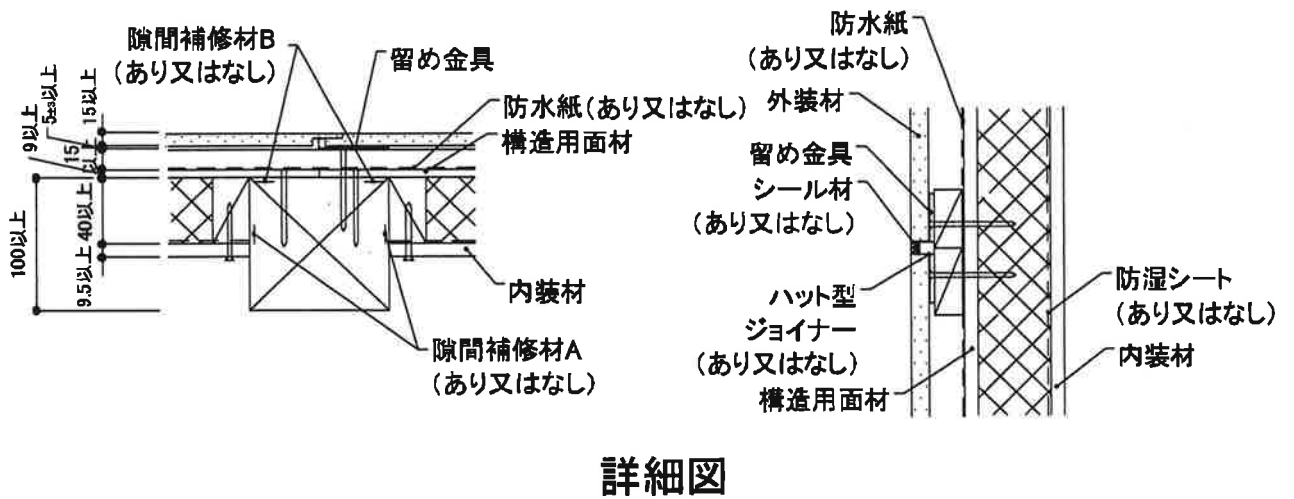 隙間補修材B
(あり又はなし)
留め金具
防水紙(あり又はなし)
構造用面材
15以上
5±3以上
9以上
15
以上
100以上
40以上
9.5以上
内装材
隙間補修材A
(あり又はなし)
防水紙
(あり又はなし)
外装材
留め金具
シール材
(あり又はなし)
ハット型
ジョイナー
(あり又はなし)
構造用面材
防湿シート
(あり又はなし)
内装材
詳細図